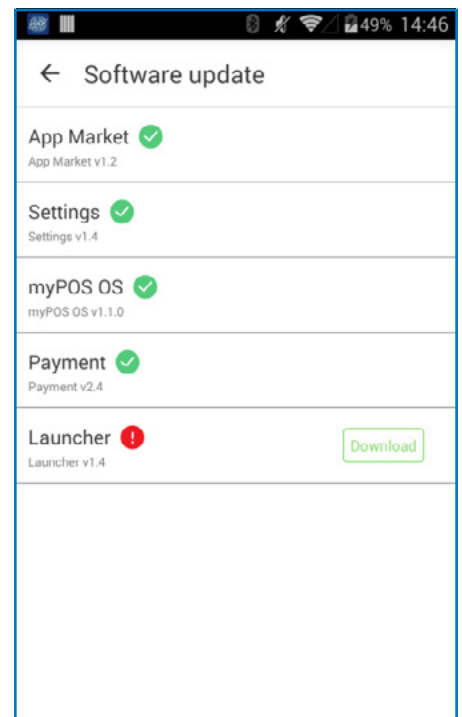 49% 14:46
Software update
App Market
App Market v1.2
Settings
Settings v1.4
myPOS OS
myPOS OS v1.1.0
Payment
Payment v2.4
Launcher
Launcher v1.4
Download